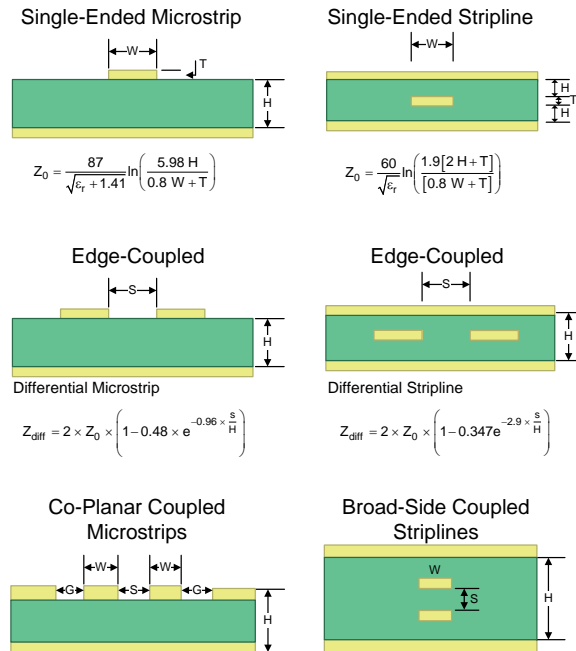 Single-Ended Microstrip
W
T
H
Z₀ = 87 / √(εᵣ + 1.41) ln(5.98 H / (0.8 W + T))
Single-Ended Stripline
W
H
T
H
Z₀ = 60 / √εᵣ ln(1.9[2 H + T] / [0.8 W + T])
Edge-Coupled
S
H
Differential Microstrip
Z_diff = 2 × Z₀ × (1 − 0.48 × e^(−0.96 × s/H))
Edge-Coupled
S
H
Differential Stripline
Z_diff = 2 × Z₀ × (1 − 0.347e^(−2.9 × s/H))
Co-Planar Coupled
Microstrips
W W
G S G
H
Broad-Side Coupled
Striplines
W
S
H